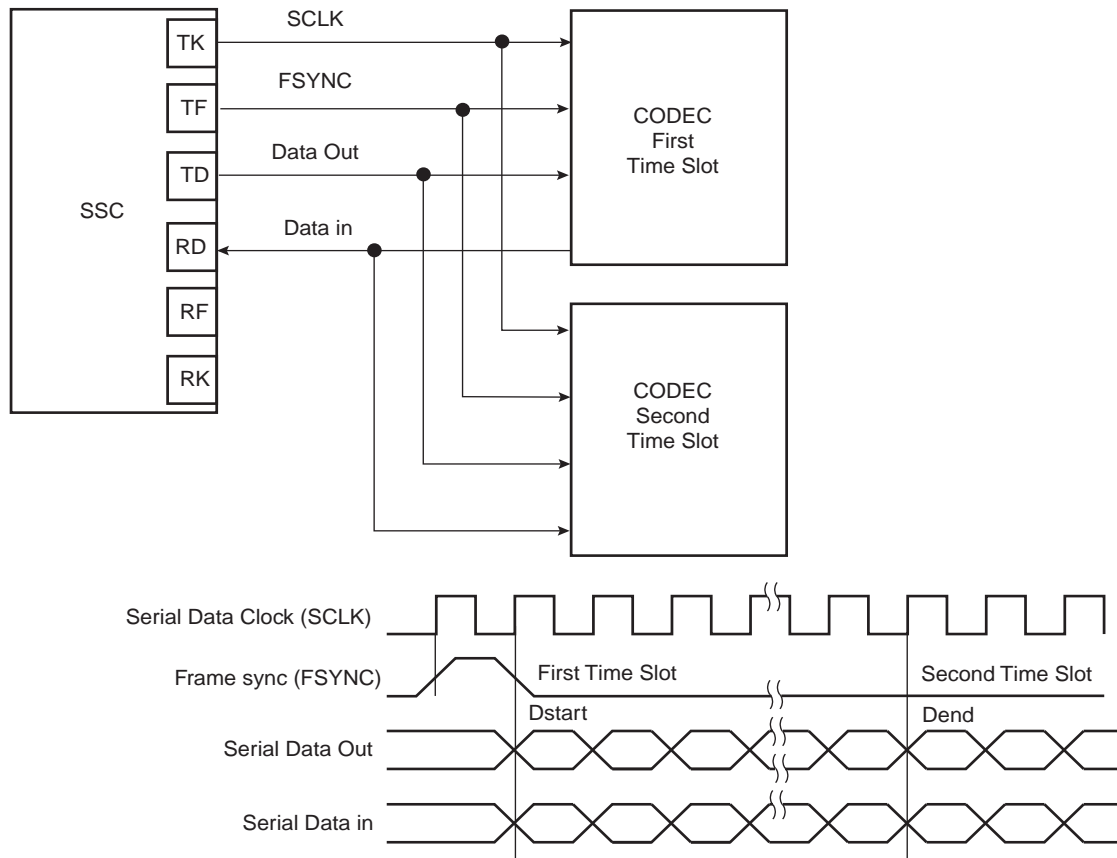 SSC
TK
TF
TD
RD
RF
RK
SCLK
FSYNC
Data Out
Data in
CODEC
First
Time Slot
CODEC
Second
Time Slot
Serial Data Clock (SCLK)
Frame sync (FSYNC)
First Time Slot
Second Time Slot
Dstart
Dend
Serial Data Out
Serial Data in